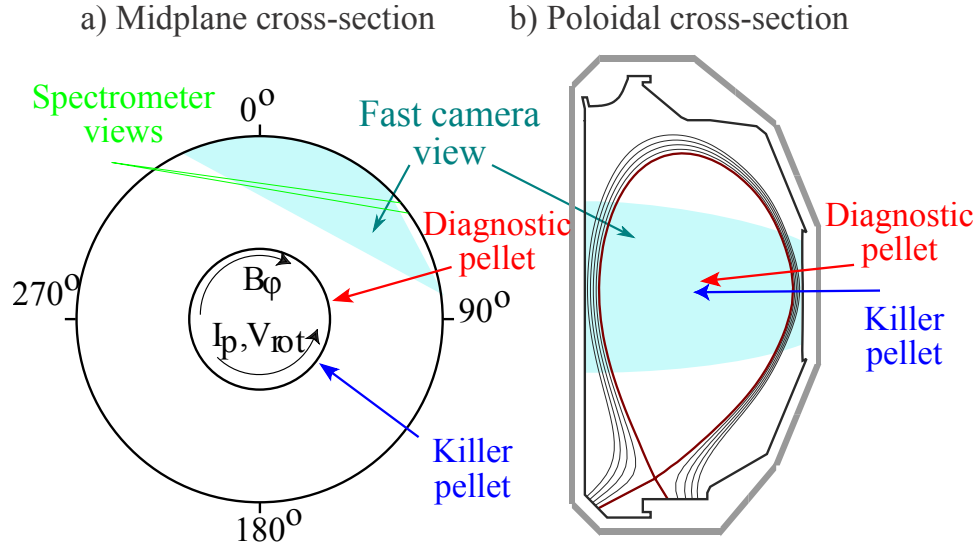 a) Midplane cross-section
b) Poloidal cross-section
Spectrometer
views
0°
Fast camera
view
Diagnostic
pellet
Diagnostic
pellet
270°
Bφ
90°
Ip,Vrot
Killer
pellet
Killer
pellet
180°